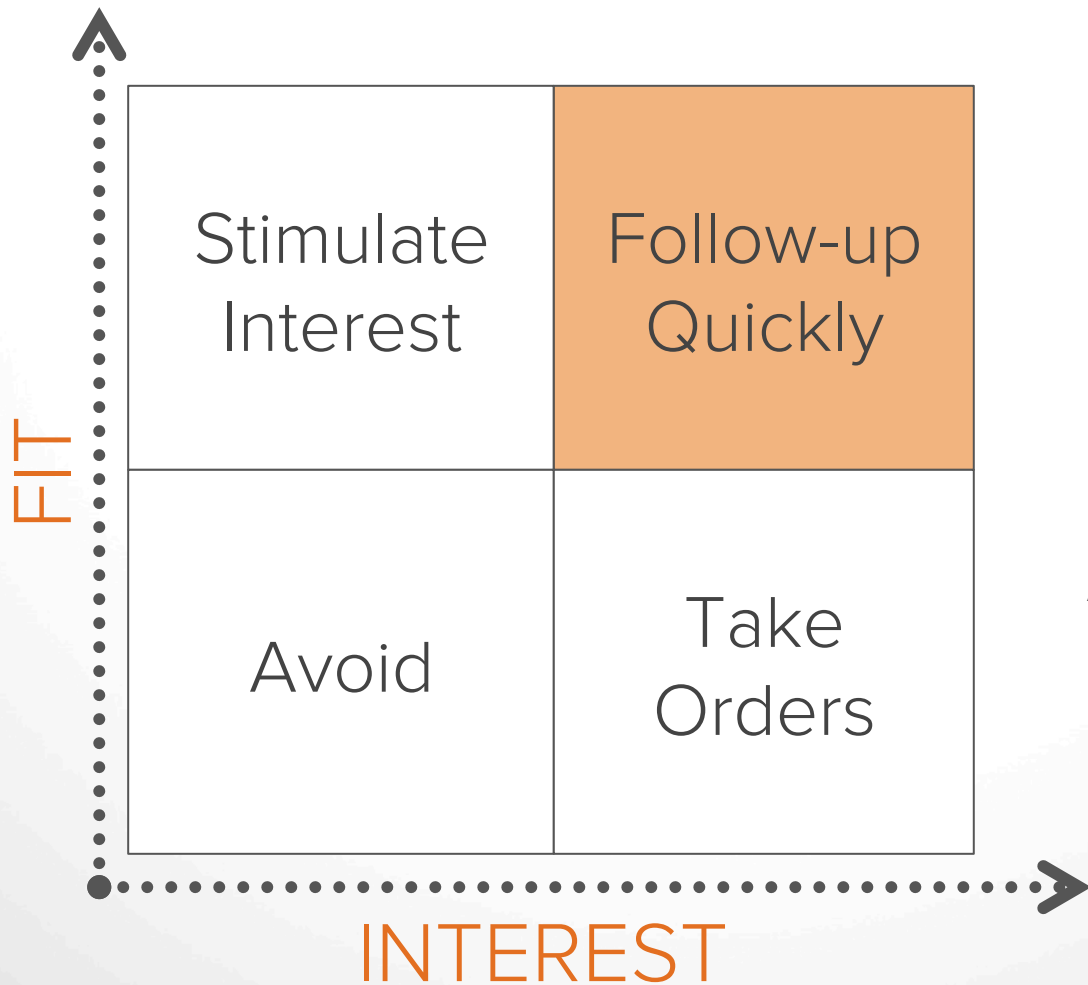 Stimulate
Interest
Follow-up
Quickly
FIT
Avoid
Take
Orders
INTEREST